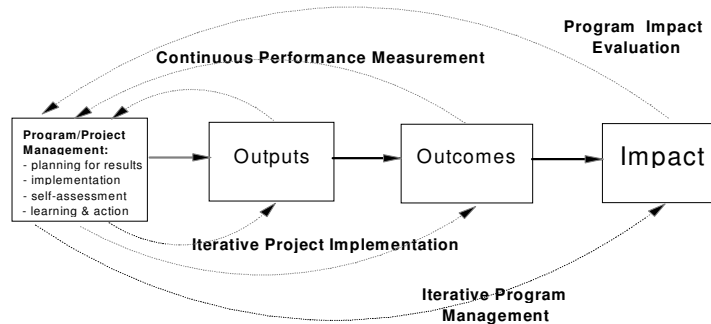 Program Impact
Evaluation
Continuous Performance Measurement
Program/Project
Management:
- planning for results
- implementation
- self-assessment
- learning & action
Outputs
Outcomes
Impact
Iterative Project Implementation
Iterative Program
Management